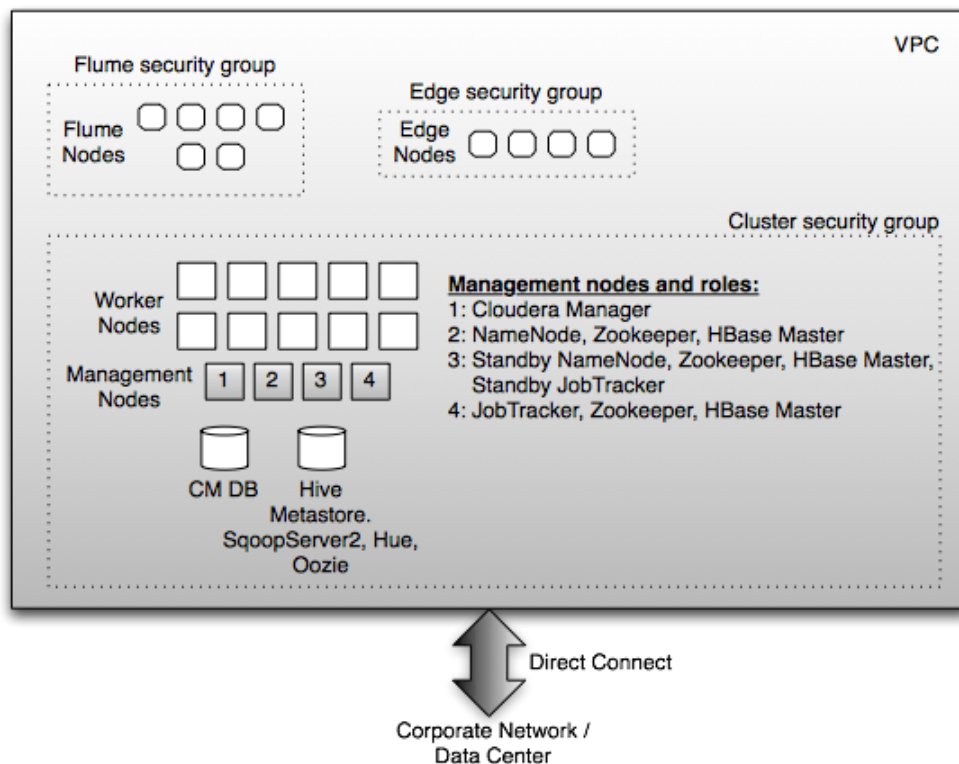 VPC
Flume security group
Flume
Nodes
Edge security group
Edge
Nodes
Cluster security group
Worker
Nodes
Management
Nodes
1
2
3
4
CM DB
Hive
Metastore.
SqoopServer2, Hue,
Oozie
Management nodes and roles:
1: Cloudera Manager
2: NameNode, Zookeeper, HBase Master
3: Standby NameNode, Zookeeper, HBase Master,
Standby JobTracker
4: JobTracker, Zookeeper, HBase Master
Direct Connect
Corporate Network /
Data Center